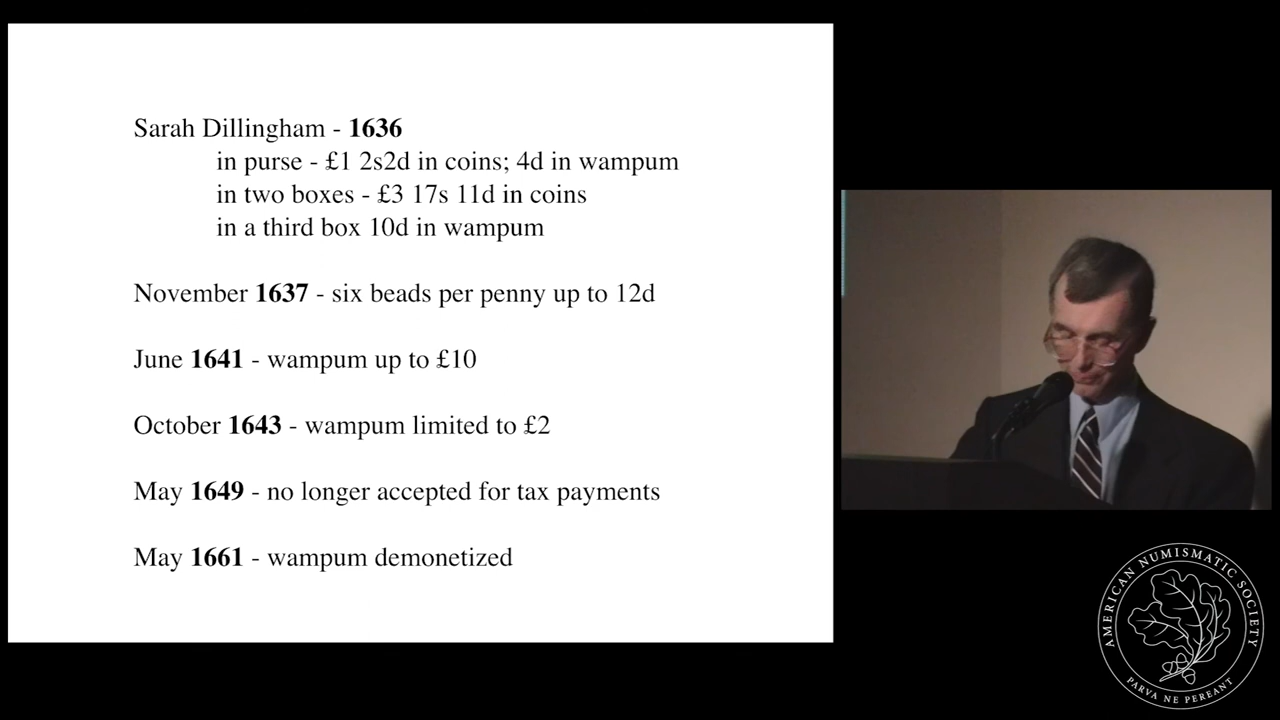 Sarah Dillingham - 1636
in purse - £1 2s2d in coins; 4d in wampum
in two boxes - £3 17s 11d in coins
in a third box 10d in wampum
November 1637 - six beads per penny up to 12d
June 1641 - wampum up to £10
October 1643 - wampum limited to £2
May 1649 - no longer accepted for tax payments
May 1661 - wampum demonetized
AMERICAN NUMISMATIC SOCIETY
PARVA NE PEREANT